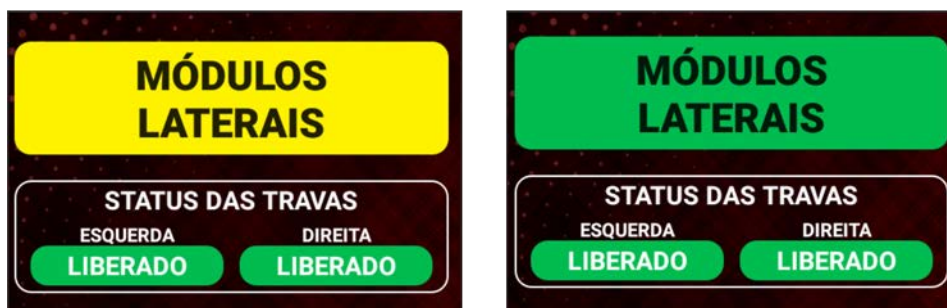 MÓDULOS
LATERAIS
STATUS DAS TRAVAS
ESQUERDA DIREITA
LIBERADO LIBERADO
MÓDULOS
LATERAIS
STATUS DAS TRAVAS
ESQUERDA DIREITA
LIBERADO LIBERADO